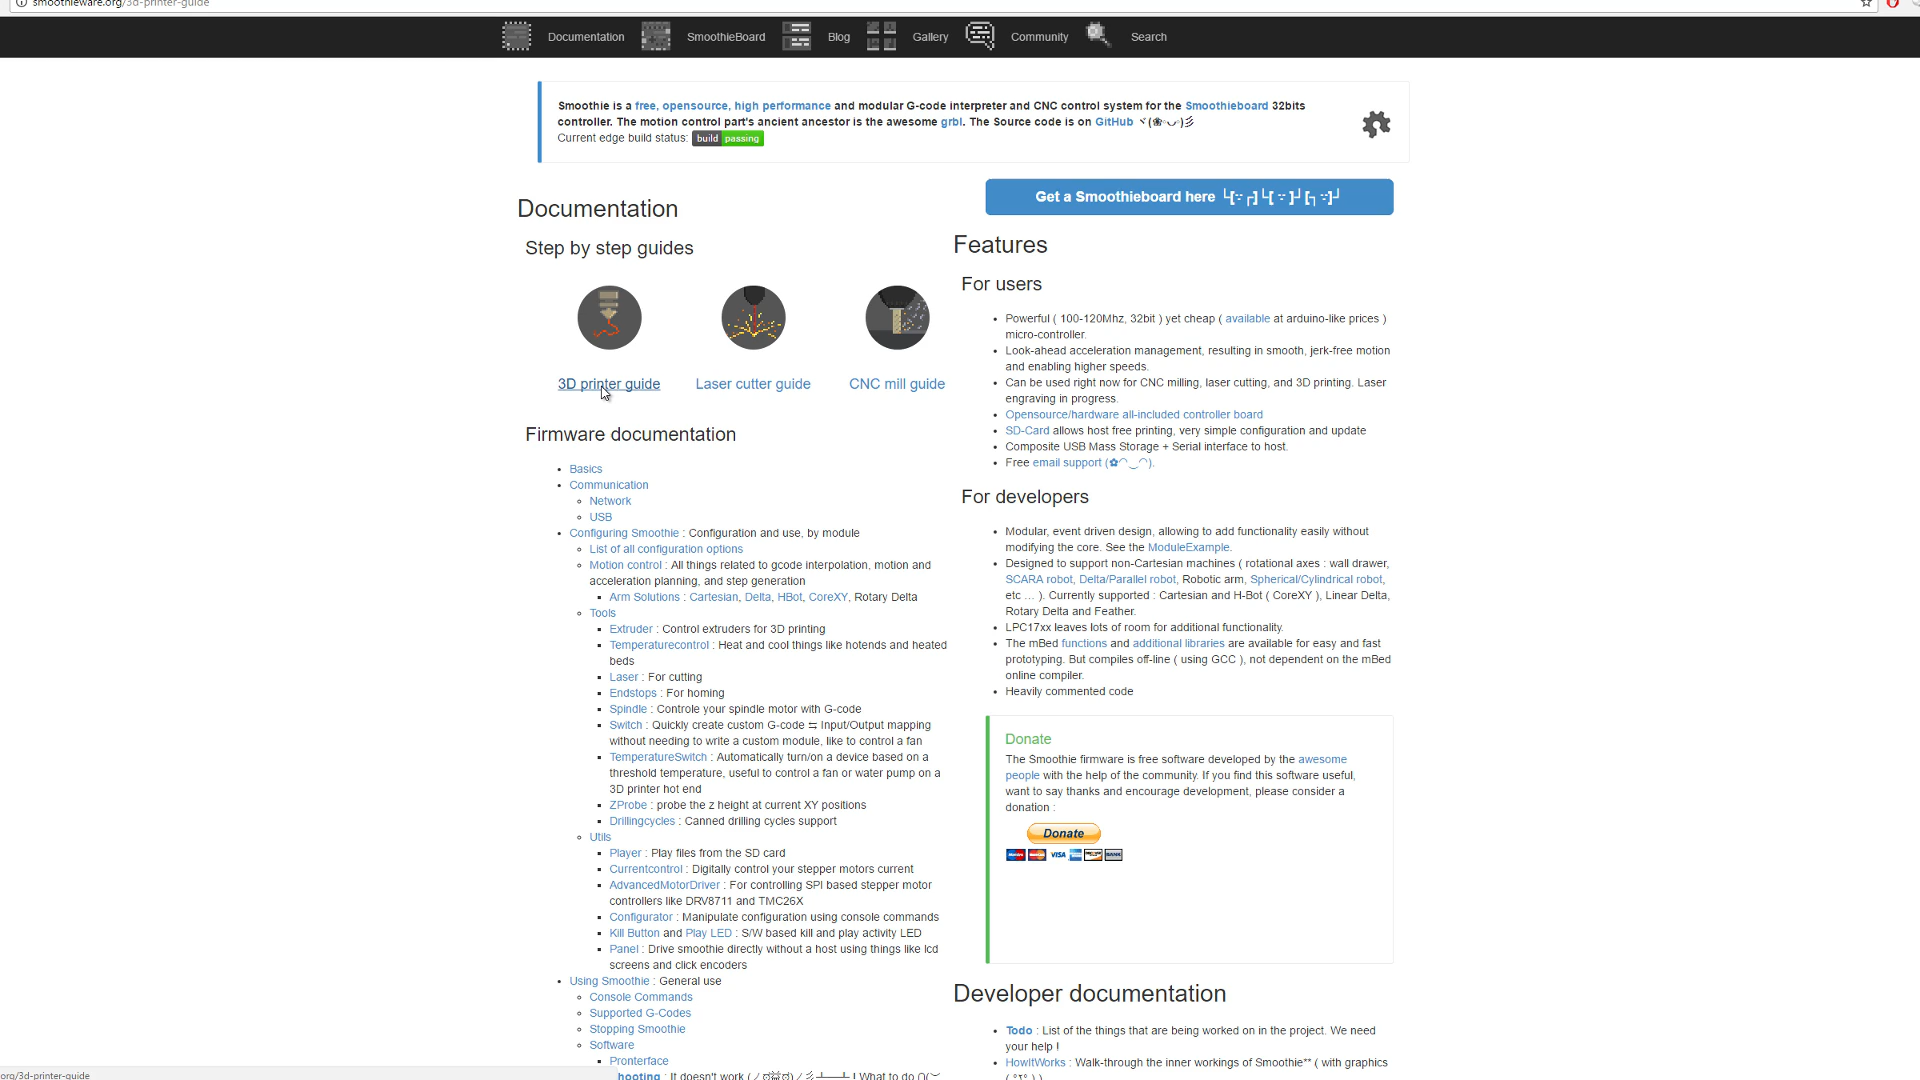 smoothieware.org/3d-printer-guide
Documentation SmoothieBoard Blog Gallery Community Search
Smoothie is a free, opensource, high performance and modular G-code interpreter and CNC control system for the Smoothieboard 32bits
controller. The motion control part's ancient ancestor is the awesome grbl. The Source code is on GitHub
Current edge build status: build passing
Documentation
Step by step guides
3D printer guide Laser cutter guide CNC mill guide
Firmware documentation
Basics
Communication
Network
USB
Configuring Smoothie : Configuration and use, by module
List of all configuration options
Motion control : All things related to gcode interpolation, motion and
acceleration planning, and step generation
Arm Solutions : Cartesian, Delta, HBot, CoreXY, Rotary Delta
Tools
Extruder : Control extruders for 3D printing
Temperaturecontrol : Heat and cool things like hotends and heated
beds
Laser : For cutting
Endstops : For homing
Spindle : Controle your spindle motor with G-code
Switch : Quickly create custom G-code ⇆ Input/Output mapping
without needing to write a custom module, like to control a fan
TemperatureSwitch : Automatically turn/on a device based on a
threshold temperature, useful to control a fan or water pump on a
3D printer hot end
ZProbe : probe the z height at current XY positions
Drillingcycles : Canned drilling cycles support
Utils
Player : Play files from the SD card
Currentcontrol : Digitally control your stepper motors current
AdvancedMotorDriver : For controlling SPI based stepper motor
controllers like DRV8711 and TMC26X
Configurator : Manipulate configuration using console commands
Kill Button and Play LED : S/W based kill and play activity LED
Panel : Drive smoothie directly without a host using things like lcd
screens and click encoders
Using Smoothie : General use
Console Commands
Supported G-Codes
Stopping Smoothie
Software
Pronterface
hooting : It doesn't work ! What to do
org/3d-printer-guide
Get a Smoothieboard here
Features
For users
Powerful ( 100-120Mhz, 32bit ) yet cheap ( available at arduino-like prices )
micro-controller.
Look-ahead acceleration management, resulting in smooth, jerk-free motion
and enabling higher speeds.
Can be used right now for CNC milling, laser cutting, and 3D printing. Laser
engraving in progress.
Opensource/hardware all-included controller board
SD-Card allows host free printing, very simple configuration and update
Composite USB Mass Storage + Serial interface to host.
Free email support (✿◠‿◠).
For developers
Modular, event driven design, allowing to add functionality easily without
modifying the core. See the ModuleExample.
Designed to support non-Cartesian machines ( rotational axes : wall drawer,
SCARA robot, Delta/Parallel robot, Robotic arm, Spherical/Cylindrical robot,
etc ... ). Currently supported : Cartesian and H-Bot ( CoreXY ), Linear Delta,
Rotary Delta and Feather.
LPC17xx leaves lots of room for additional functionality.
The mBed functions and additional libraries are available for easy and fast
prototyping. But compiles off-line ( using GCC ), not dependent on the mBed
online compiler.
Heavily commented code
Donate
The Smoothie firmware is free software developed by the awesome
people with the help of the community. If you find this software useful,
want to say thanks and encourage development, please consider a
donation :
Donate
VISA BANK
Developer documentation
Todo : List of the things that are being worked on in the project. We need
your help !
HowItWorks : Walk-through the inner workings of Smoothie** ( with graphics